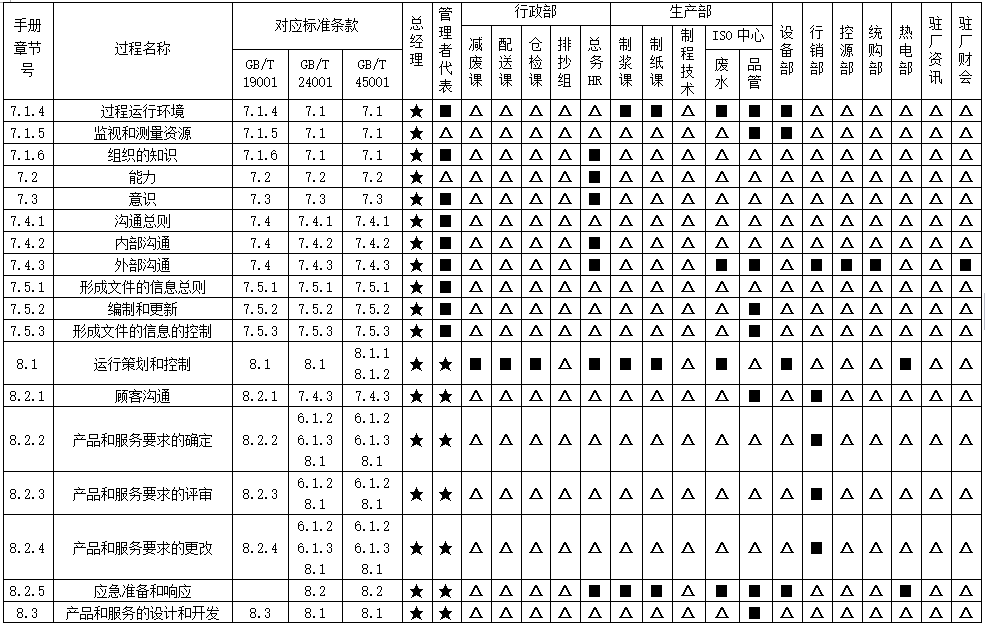 手册章节号 过程名称 对应标准条款 总经理 管理者代表 行政部 生产部 设备部 行销部 控源部 统购部 热电部 驻厂资讯 驻厂财会
GB/T 19001 GB/T 24001 GB/T 45001 减废课 配送课 仓检课 排抄组 总务HR 制浆课 制纸课 制程技术 ISO 中心
废水 品管
7.1.4 过程运行环境 7.1.4 7.1 7.1 ★ ■ △ △ △ △ △ ■ ■ △ ■ ■ ■ △ △ △ △ △ △
7.1.5 监视和测量资源 7.1.5 7.1 7.1 ★ △ △ △ △ △ △ △ △ △ △ ■ ■ △ △ △ △ △ △
7.1.6 组织的知识 7.1.6 7.1 7.1 ★ ■ △ △ △ △ ■ △ △ △ △ △ △ △ △ △ △ △ △
7.2 能力 7.2 7.2 7.2 ★ △ △ △ △ △ ■ △ △ △ △ △ △ △ △ △ △ △ △
7.3 意识 7.3 7.3 7.3 ★ ■ △ △ △ △ ■ △ △ △ △ △ △ △ △ △ △ △ △
7.4.1 沟通总则 7.4 7.4.1 7.4.1 ★ ■ △ △ △ △ △ △ △ △ △ △ △ △ △ △ △ △ △
7.4.2 内部沟通 7.4 7.4.2 7.4.2 ★ ■ △ △ △ △ ■ △ △ △ △ △ △ △ △ △ △ △ △
7.4.3 外部沟通 7.4 7.4.3 7.4.3 ★ ■ △ △ △ △ ■ △ △ △ ■ ■ △ ■ ■ ■ △ △ ■
7.5.1 形成文件的信息总则 7.5.1 7.5.1 7.5.1 ★ ■ △ △ △ △ △ △ △ △ △ △ △ △ △ △ △ △ △
7.5.2 编制和更新 7.5.2 7.5.2 7.5.2 ★ ■ △ △ △ △ △ △ △ △ △ ■ △ △ △ △ △ △ △
7.5.3 形成文件的信息的控制 7.5.3 7.5.3 7.5.3 ★ ■ △ △ △ △ △ △ △ △ △ ■ △ △ △ △ △ △ △
8.1 运行策划和控制 8.1 8.1 8.1.1 8.1.2 ★ ★ ■ ■ ■ △ ■ ■ ■ △ ■ △ ■ △ △ △ ■ △ △
8.2.1 顾客沟通 8.2.1 7.4.3 7.4.3 ★ ★ △ △ △ △ △ △ △ △ △ ■ △ ■ △ △ △ △ △
8.2.2 产品和服务要求的确定 8.2.2 6.1.2 6.1.3 8.1 6.1.2 6.1.3 8.1 ★ ★ △ △ △ △ △ △ △ △ △ △ △ ■ △ △ △ △ △
8.2.3 产品和服务要求的评审 8.2.3 6.1.2 8.1 6.1.2 8.1 ★ ★ △ △ △ △ △ △ △ △ △ △ △ ■ △ △ △ △ △
8.2.4 产品和服务要求的更改 8.2.4 6.1.2 6.1.3 8.1 6.1.2 6.1.3 8.1 ★ ★ △ △ △ △ △ △ △ △ △ △ △ ■ △ △ △ △ △
8.2.5 应急准备和响应 8.2 8.2 ★ ★ △ △ △ △ ■ ■ ■ △ ■ ■ ■ △ △ △ ■ △ △
8.3 产品和服务的设计和开发 8.3 8.1 8.1 ★ ★ △ △ △ △ △ △ △ △ △ ■ △ △ △ △ △ △ △